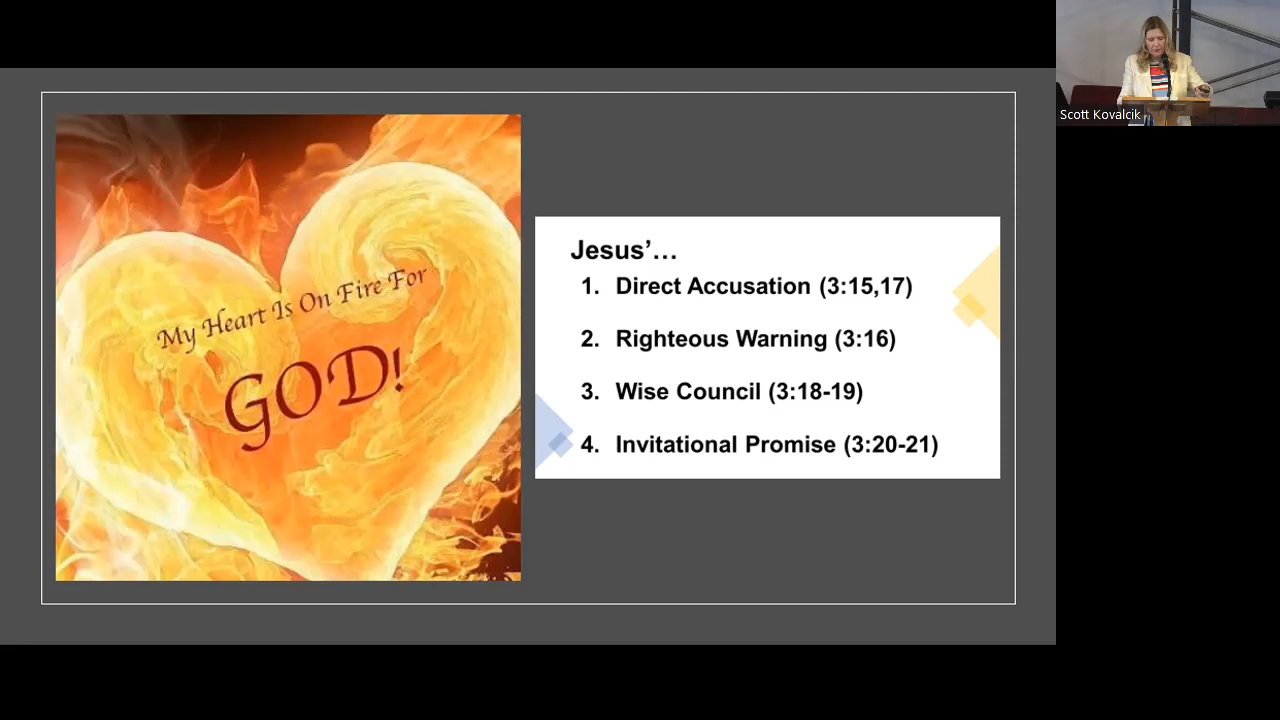 My Heart Is On Fire For
GOD!
Jesus’…
1. Direct Accusation (3:15,17)
2. Righteous Warning (3:16)
3. Wise Council (3:18-19)
4. Invitational Promise (3:20-21)
Scott Kovalcik